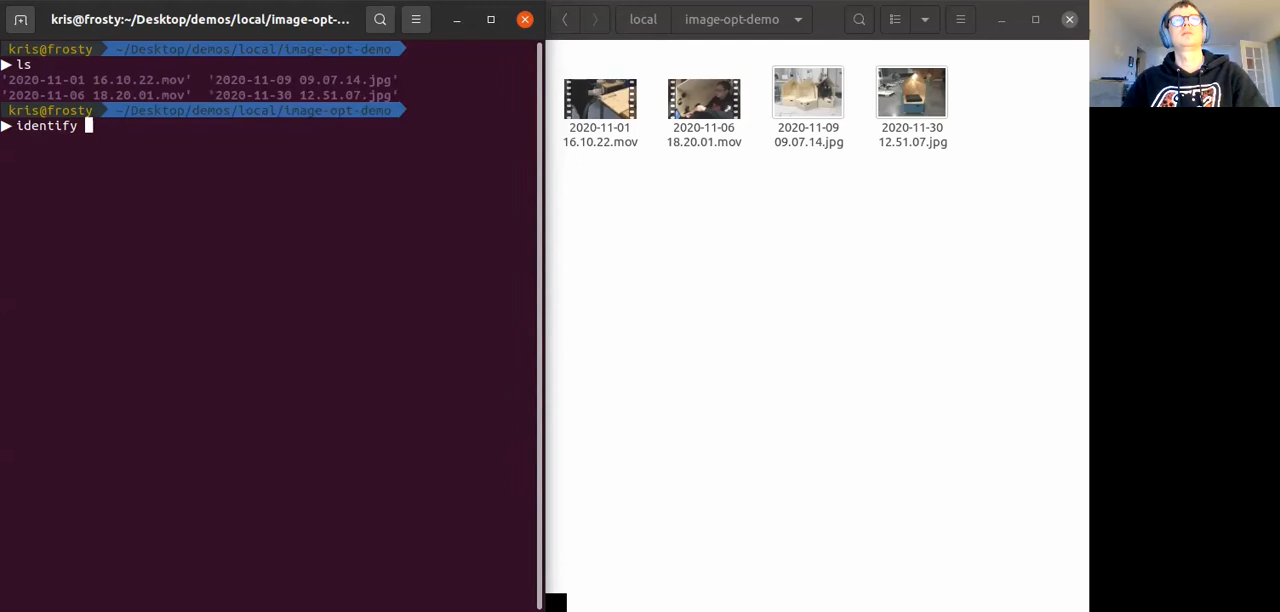 kris@frosty:~/Desktop/demos/local/image-opt-...
kris@frosty ~/Desktop/demos/local/image-opt-demo
▶ ls
'2020-11-01 16.10.22.mov' '2020-11-09 09.07.14.jpg'
'2020-11-06 18.20.01.mov' '2020-11-30 12.51.07.jpg'
kris@frosty ~/Desktop/demos/local/image-opt-demo
▶ identify
local image-opt-demo
2020-11-01
16.10.22.mov
2020-11-06
18.20.01.mov
2020-11-09
09.07.14.jpg
2020-11-30
12.51.07.jpg